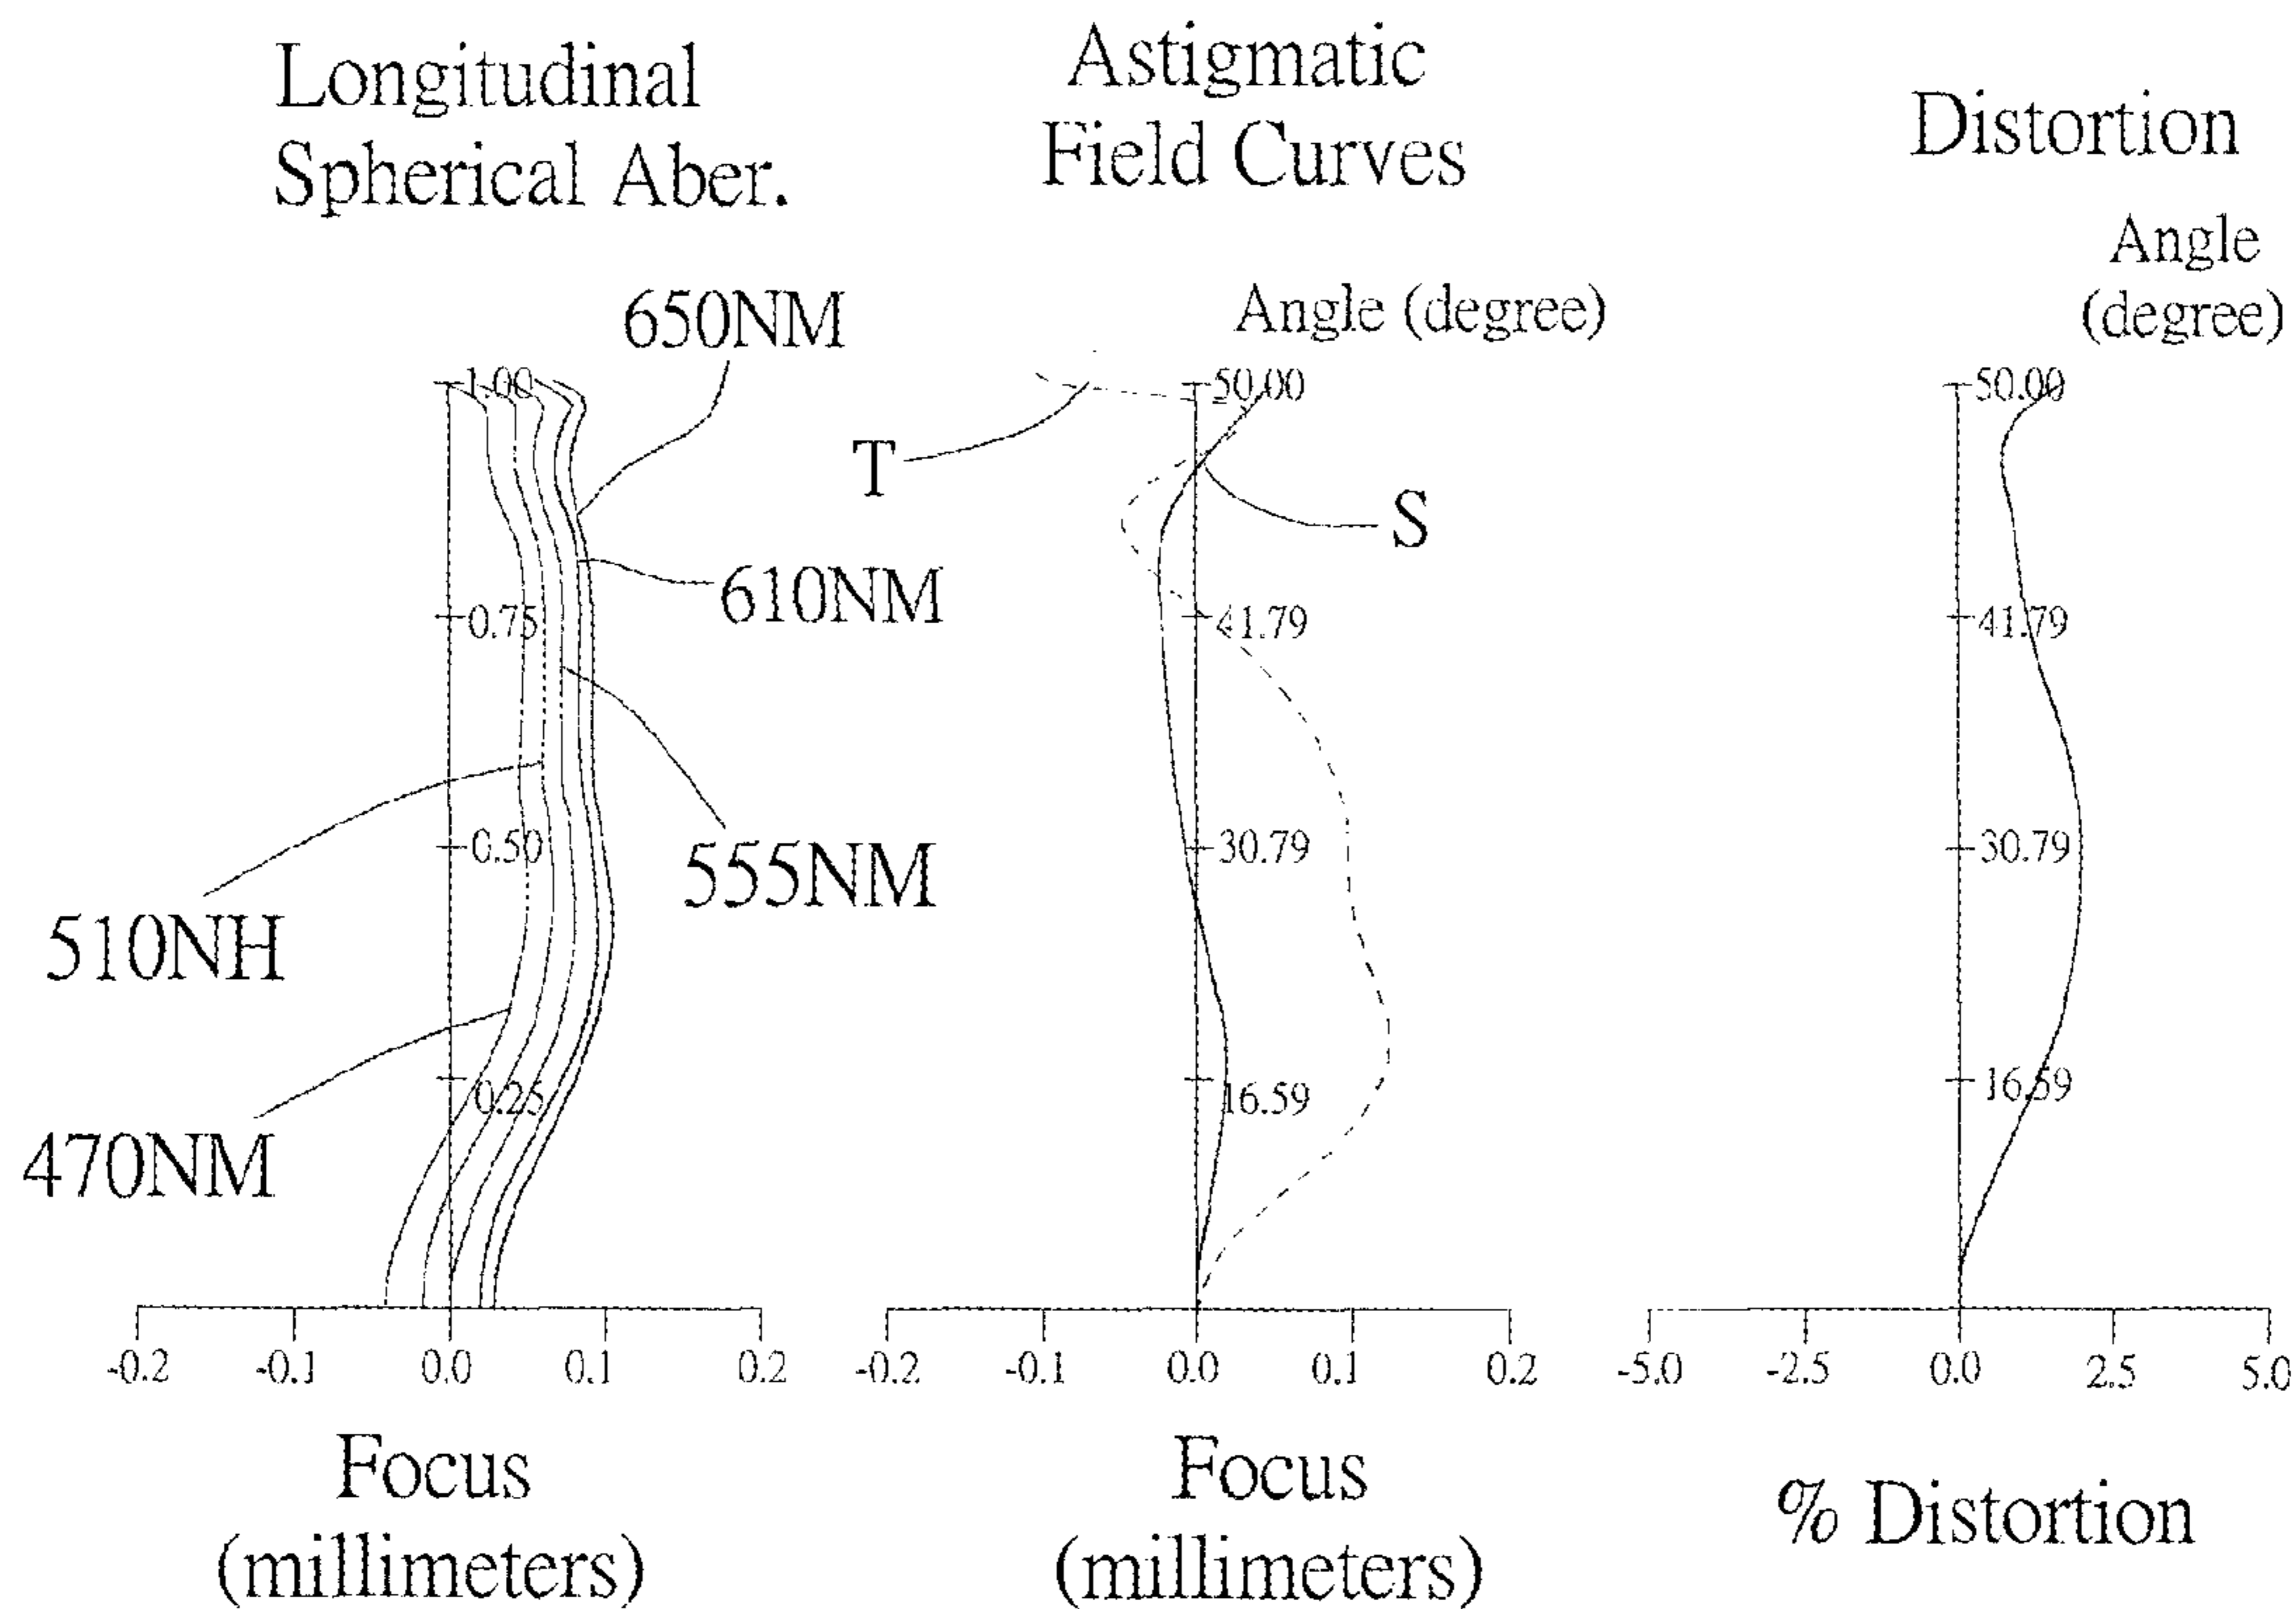 Longitudinal
Spherical Aber.
650NM
1.00
610NM
0.75
555NM
0.50
510NH
470NM
0.25
-0.2 -0.1 0.0 0.1 0.2
Focus
(millimeters)
Astigmatic
Field Curves
Angle (degree)
50.00
T
S
41.79
30.79
16.59
-0.2 -0.1 0.0 0.1 0.2
Focus
(millimeters)
Distortion
Angle
(degree)
50.00
41.79
30.79
16.59
-5.0 -2.5 0.0 2.5 5.0
% Distortion